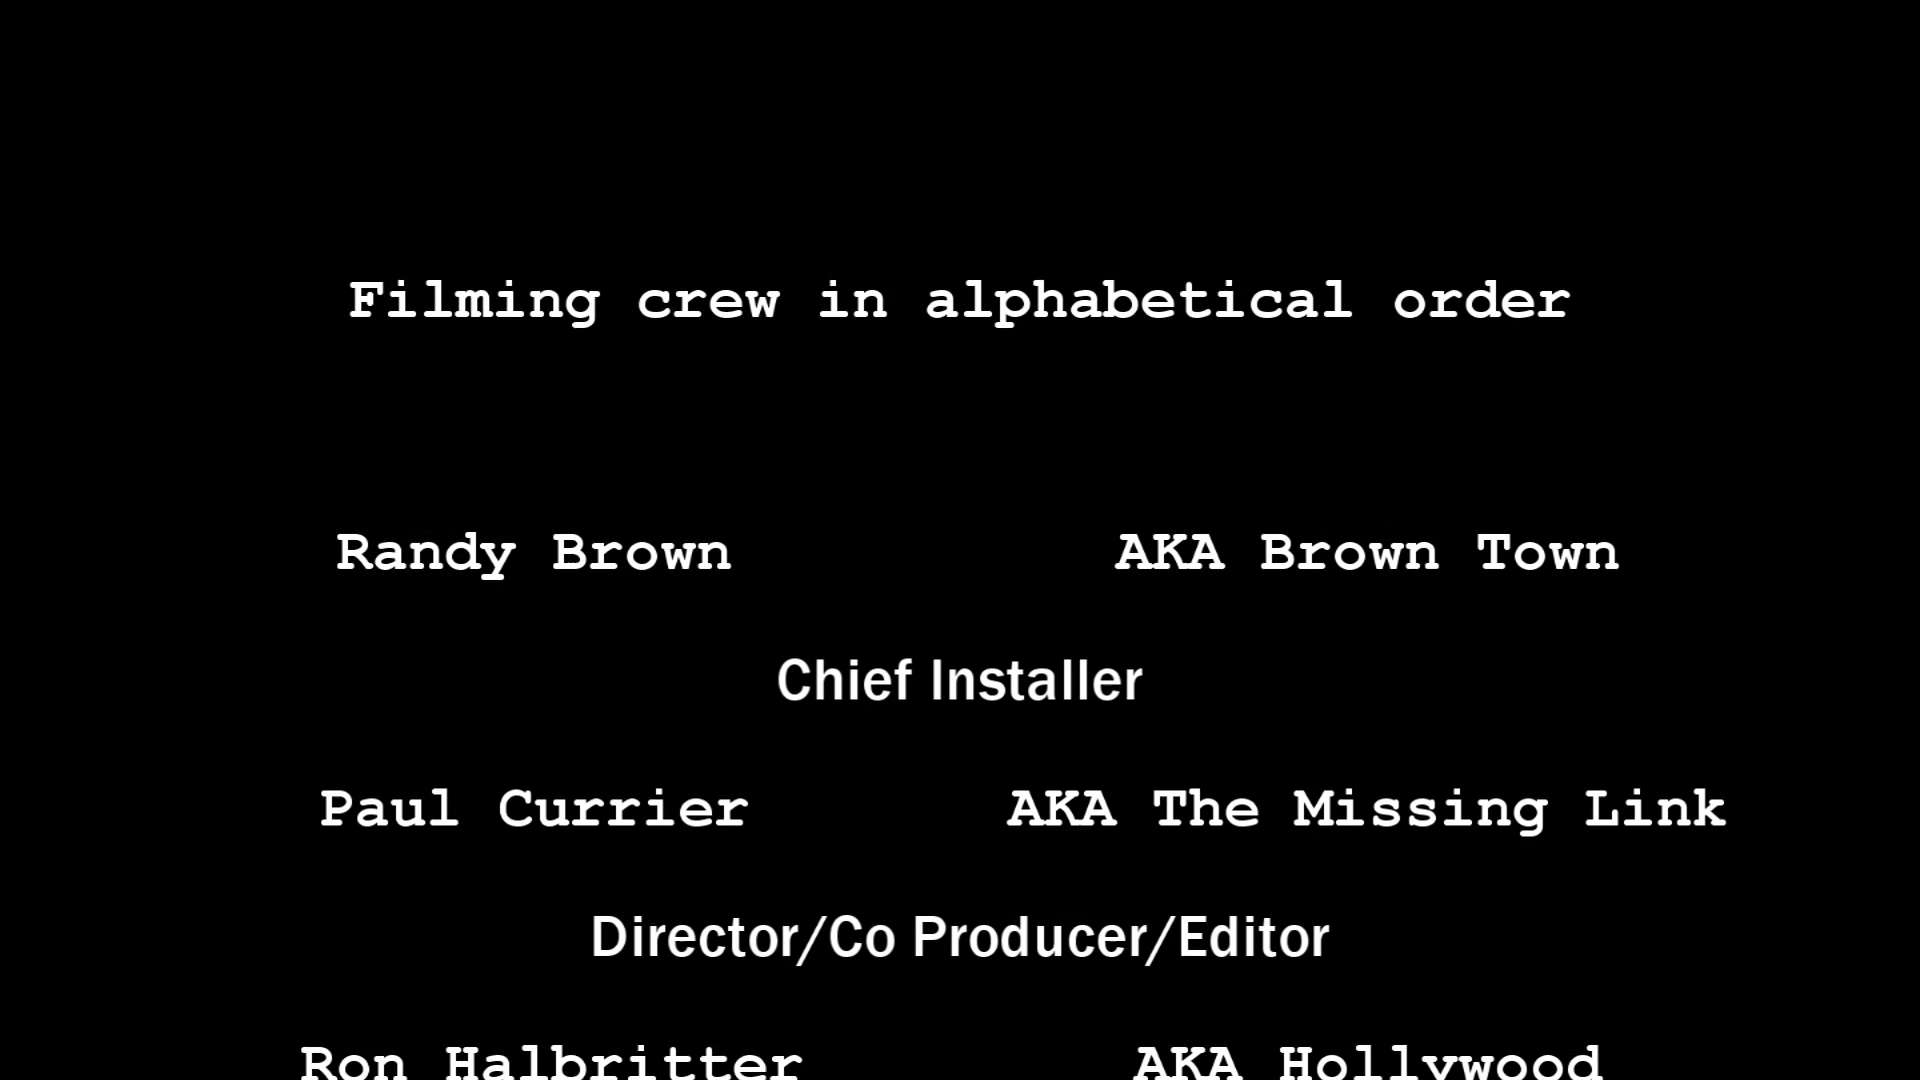 Filming crew in alphabetical order
Randy Brown AKA Brown Town
Chief Installer
Paul Currier AKA The Missing Link
Director/Co Producer/Editor
Ron Halbritter AKA Hollywood